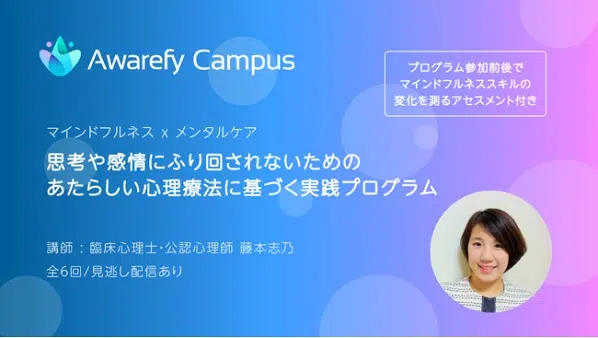 Awarefy Campus
プログラム参加前後で
マインドフルネススキルの
変化を測るアセスメント付き
マインドフルネス x メンタルケア
思考や感情にふり回されないための
あたらしい心理療法に基づく実践プログラム
講師 : 臨床心理士・公認心理師 藤本志乃
全6回/見逃し配信あり